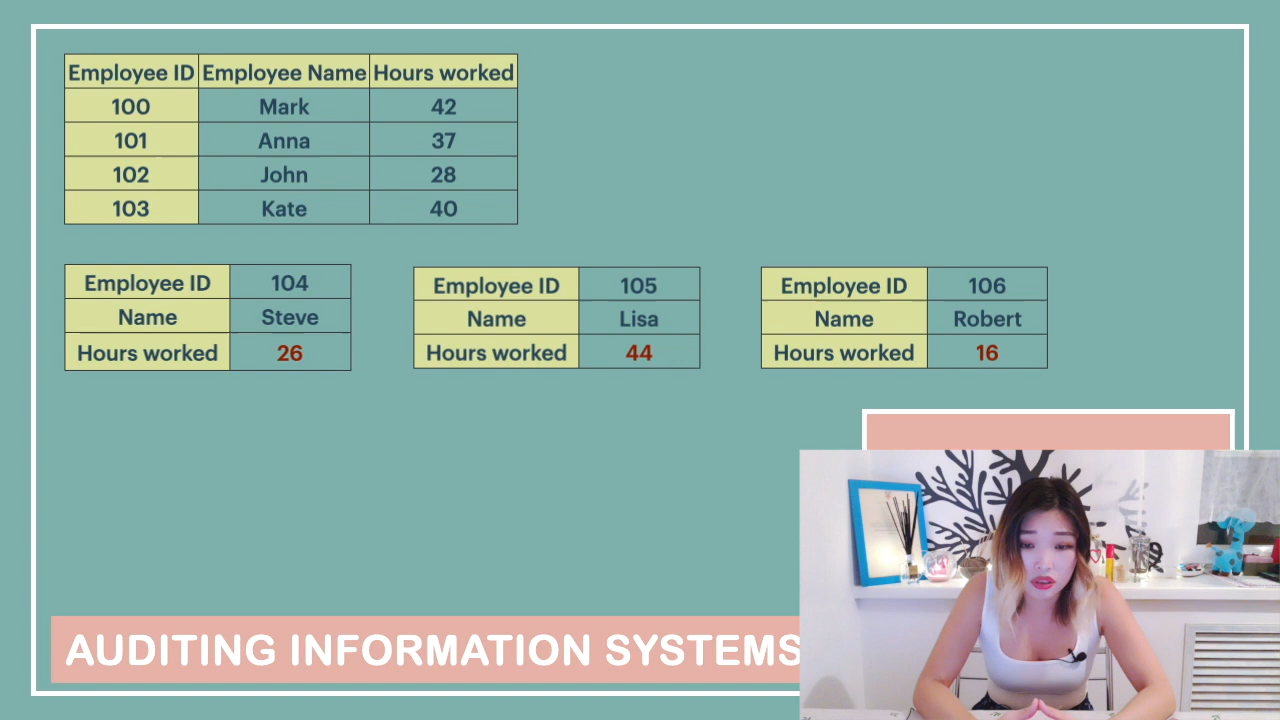 Employee ID Employee Name Hours worked
100 Mark 42
101 Anna 37
102 John 28
103 Kate 40
Employee ID 104
Name Steve
Hours worked 26
Employee ID 105
Name Lisa
Hours worked 44
Employee ID 106
Name Robert
Hours worked 16
AUDITING INFORMATION SYSTEMS